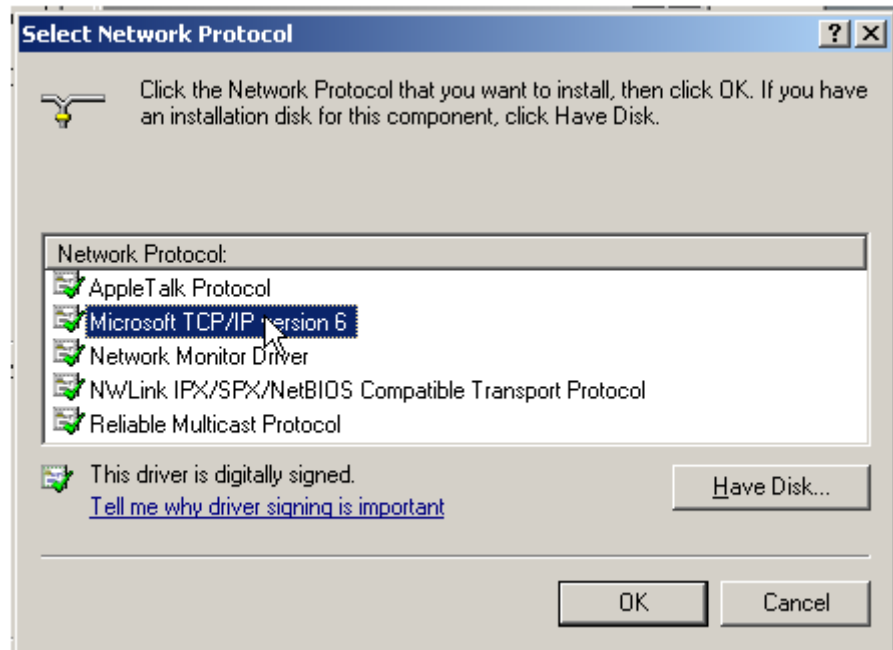 Select Network Protocol
Click the Network Protocol that you want to install, then click OK. If you have
an installation disk for this component, click Have Disk.
Network Protocol:
AppleTalk Protocol
Microsoft TCP/IP version 6
Network Monitor Driver
NWLink IPX/SPX/NetBIOS Compatible Transport Protocol
Reliable Multicast Protocol
This driver is digitally signed.
Have Disk...
Tell me why driver signing is important
OK
Cancel